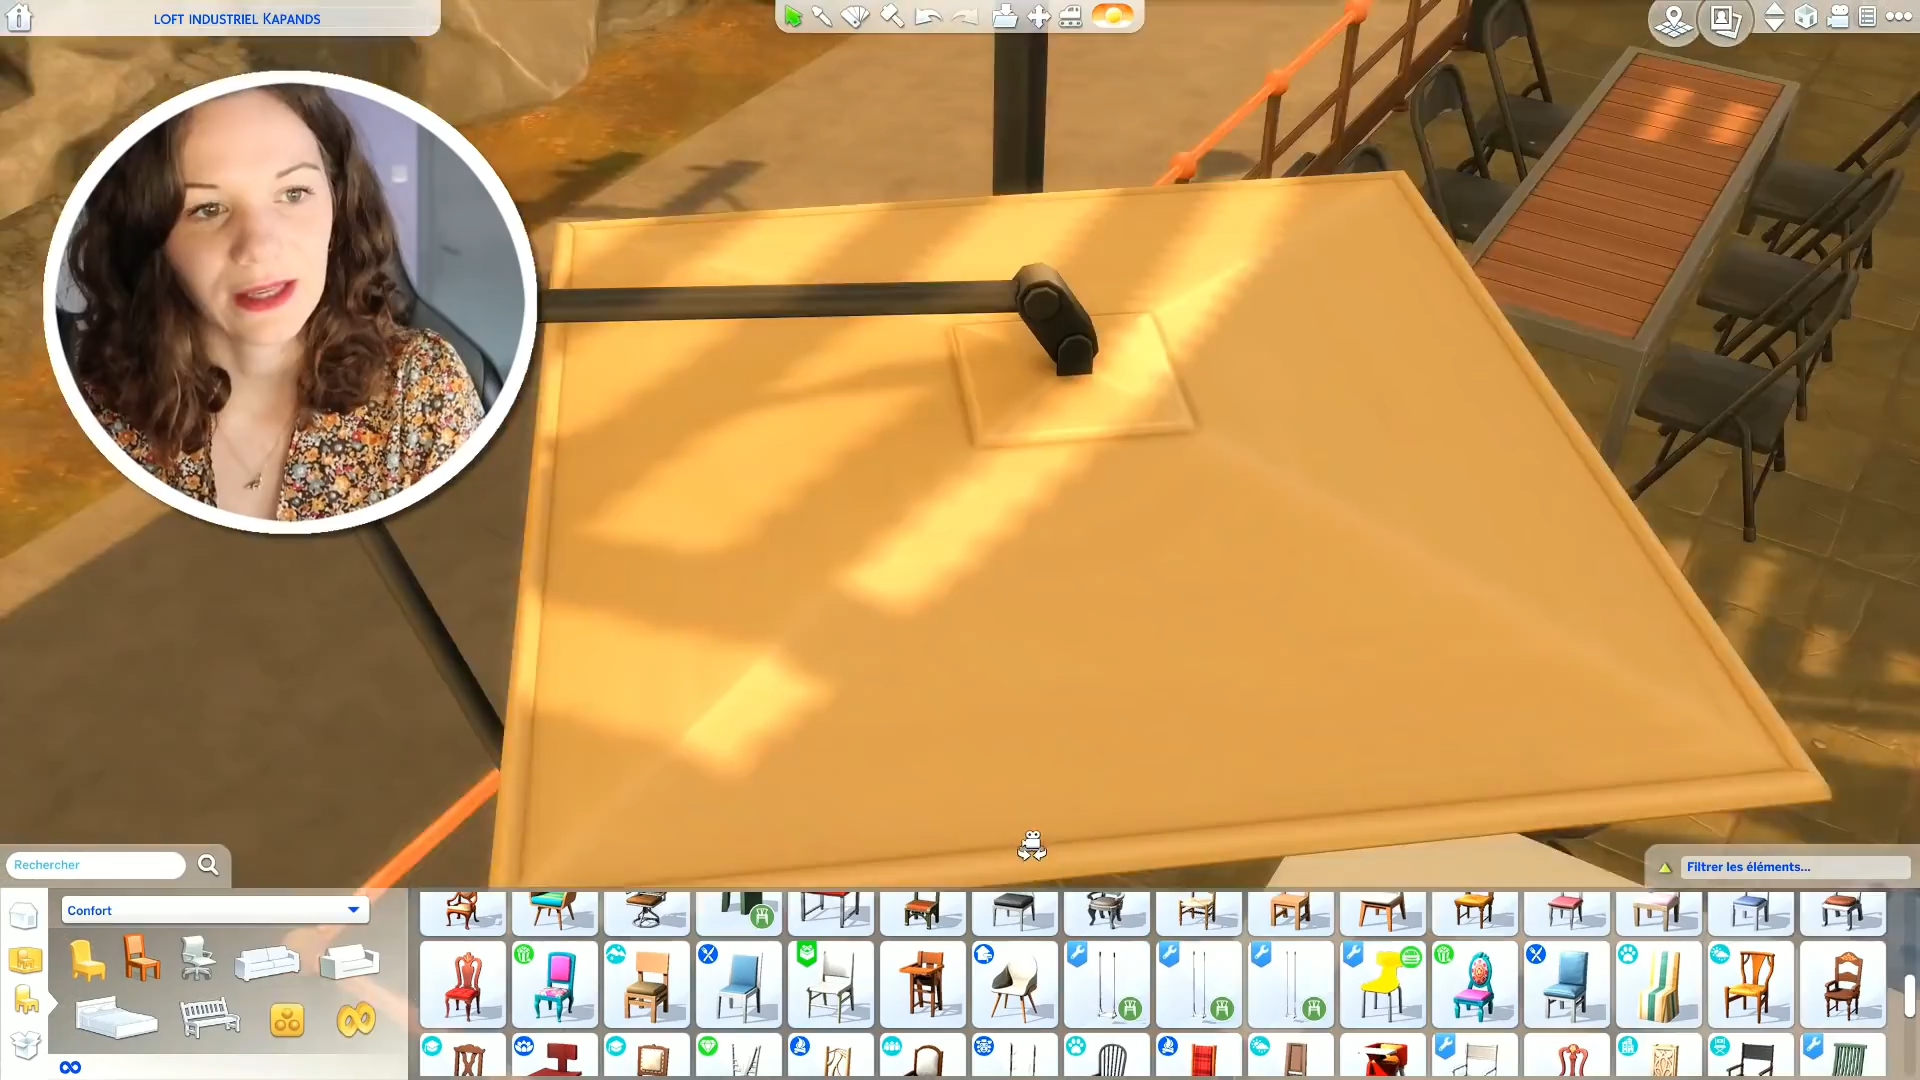 LOFT INDUSTRIEL KAPANDS
Rechercher
Filtrer les éléments...
Confort